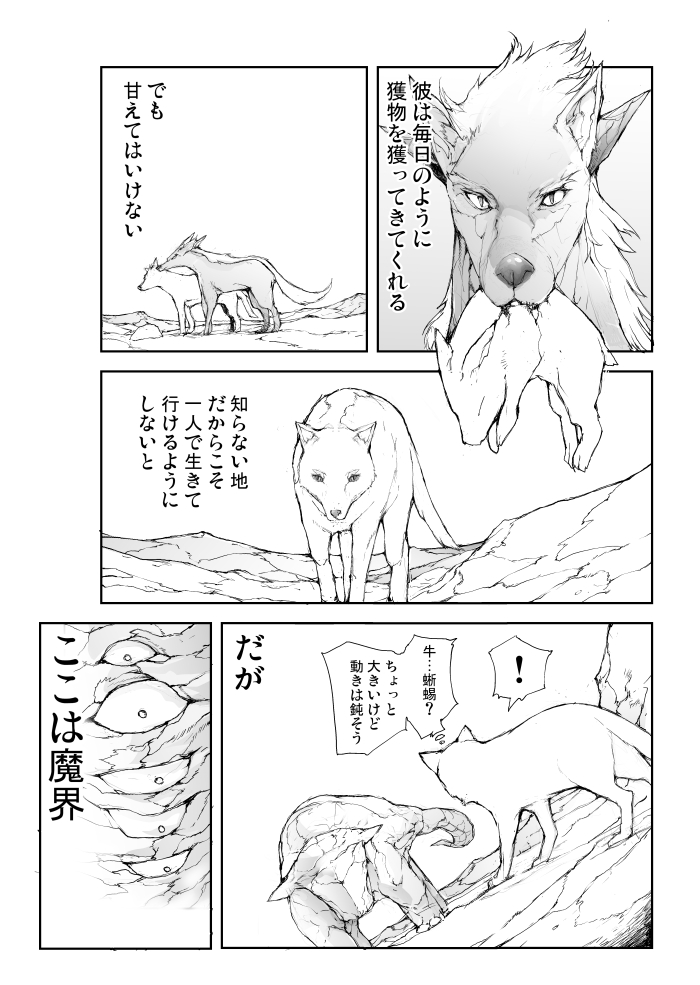 彼は毎日のように
獲物を獲ってきてくれる
でも
甘えてはいけない
知らない地
だからこそ
一人で生きて
行けるように
しないと
！
牛…蜥蜴？
ちょっと
大きいけど
動きは鈍そう
だが
ここは魔界